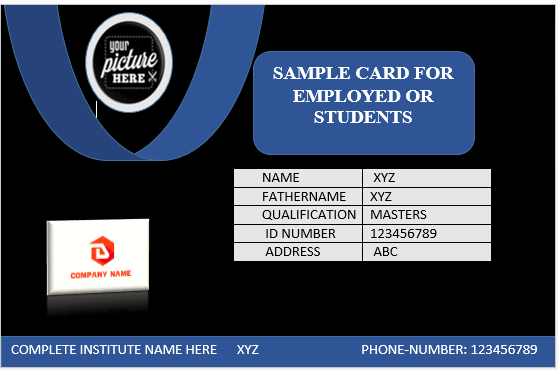 your
picture
HERE
SAMPLE CARD FOR
EMPLOYED OR
STUDENTS
NAME XYZ
FATHERNAME XYZ
QUALIFICATION MASTERS
ID NUMBER 123456789
ADDRESS ABC
COMPANY NAME
COMPLETE INSTITUTE NAME HERE XYZ PHONE-NUMBER: 123456789